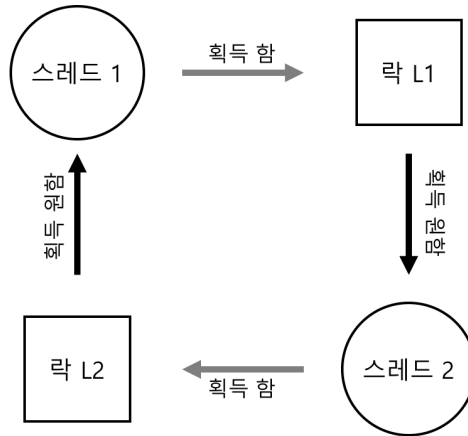 스레드 1
획득 함
락 L1
획득 원함
획득 원함
락 L2
획득 함
스레드 2